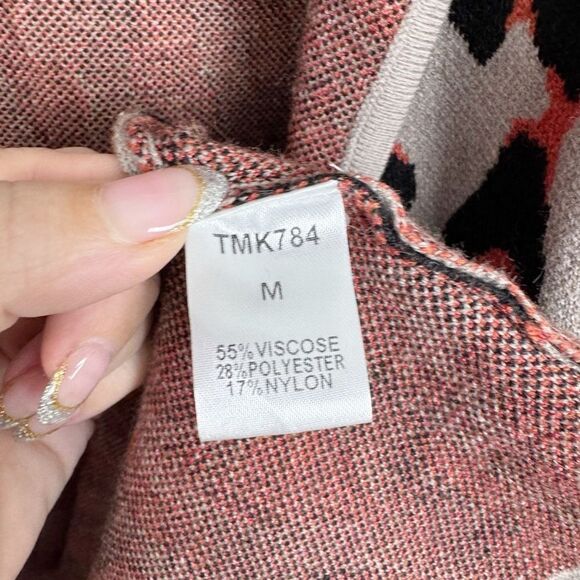 TMK784
M
55%VISCOSE
28%POLYESTER
17%NYLON